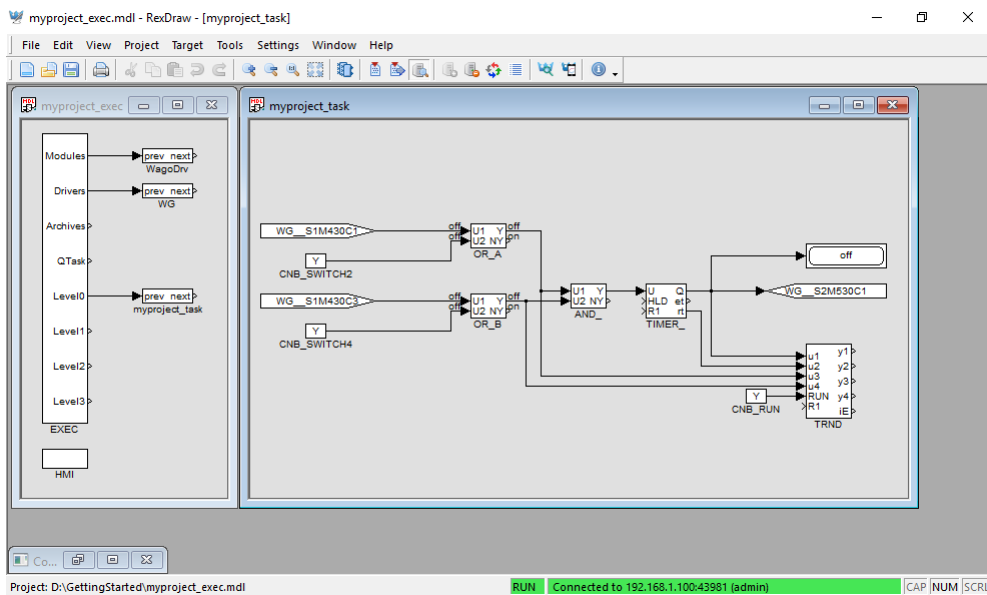 myproject_exec.mdl - RexDraw - [myproject_task]
File Edit View Project Target Tools Settings Window Help
myproject_exec
myproject_task
Modules
prev next
WagoDrv
Drivers
prev next
WG
Archives
QTask
Level0
prev next
myproject_task
Level1
Level2
Level3
EXEC
HMI
WG__S1M430C1
off
off
U1 Y
U2 NY
off
on
OR_A
Y
CNB_SWITCH2
WG__S1M430C3
off
off
U1 Y
U2 NY
off
on
OR_B
Y
CNB_SWITCH4
U1 Y
U2 NY
AND_
U Q
HLD et
R1 rt
TIMER_
off
WG__S2M530C1
u1 y1
u2 y2
u3 y3
u4
RUN y4
R1 iE
TRND
Y
CNB_RUN
Co...
Project: D:\GettingStarted\myproject_exec.mdl
RUN
Connected to 192.168.1.100:43981 (admin)
CAP NUM SCRL